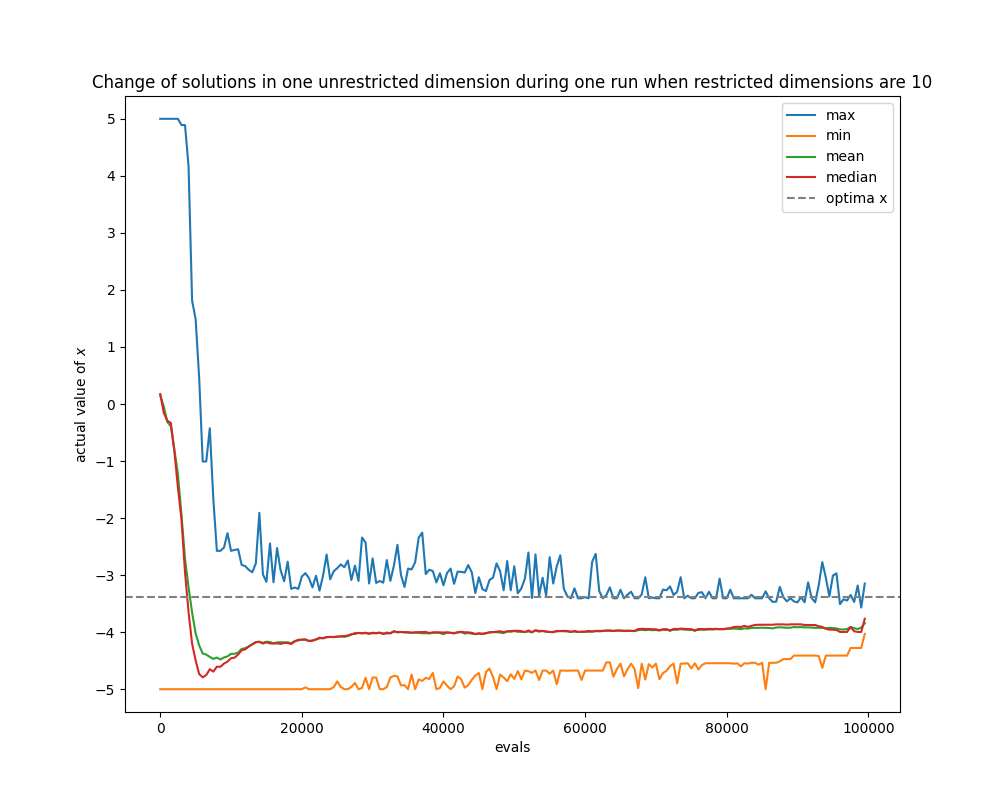 Change of solutions in one unrestricted dimension during one run when restricted dimensions are 10
max
min
mean
median
optima x
5
4
3
2
1
0
−1
−2
−3
−4
−5
actual value of x
0 20000 40000 60000 80000 100000
evals